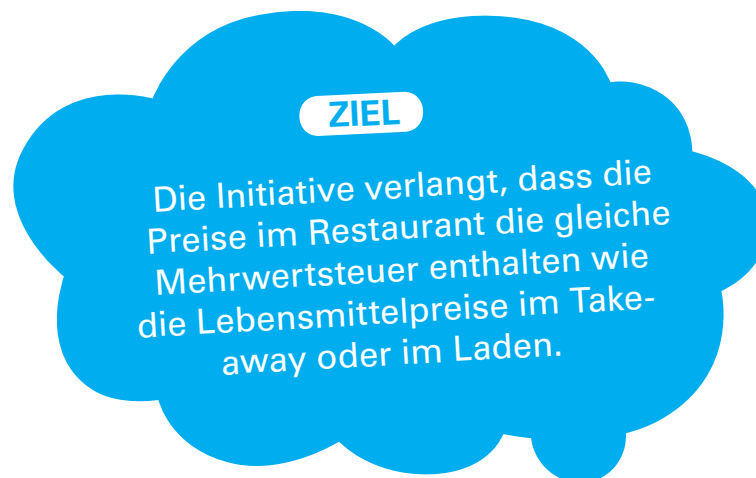 ZIEL
Die Initiative verlangt, dass die
Preise im Restaurant die gleiche
Mehrwertsteuer enthalten wie
die Lebensmittelpreise im Take-
away oder im Laden.